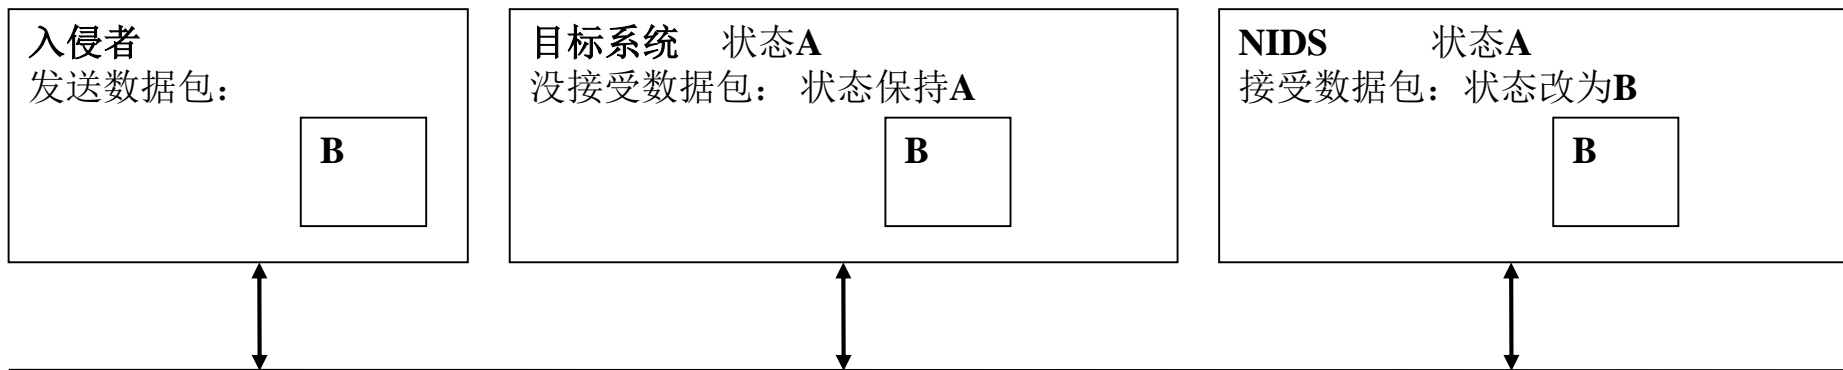 入侵者
发送数据包：
B
目标系统 状态A
没接受数据包： 状态保持A
B
NIDS 状态A
接受数据包：状态改为B
B